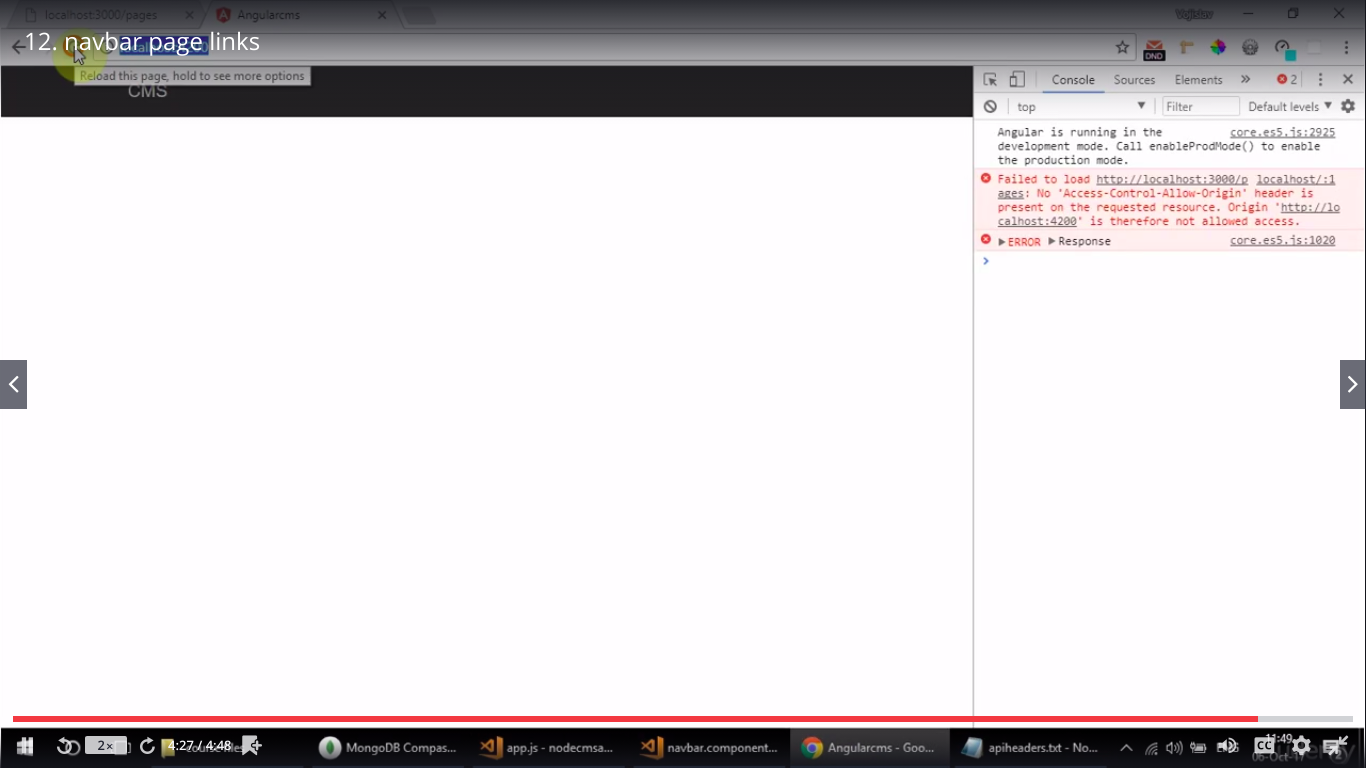 localhost:3000/pages
Angularcms
Vojislav
12. navbar page links
Reload this page, hold to see more options
CMS
DND
Console
Sources
Elements
2
top
Filter
Default levels
Angular is running in the core.es5.js:2925
development mode. Call enableProdMode() to enable
the production mode.
Failed to load http://localhost:3000/p localhost/:1
ages: No 'Access-Control-Allow-Origin' header is
present on the requested resource. Origin 'http://lo
calhost:4200' is therefore not allowed access.
ERROR Response core.es5.js:1020
2×
4:27 / 4:48
MongoDB Compas...
app.js - nodecmsa...
navbar.component...
Angularcms - Goo...
apiheaders.txt - No...
CC
11:49
06-Oct-17